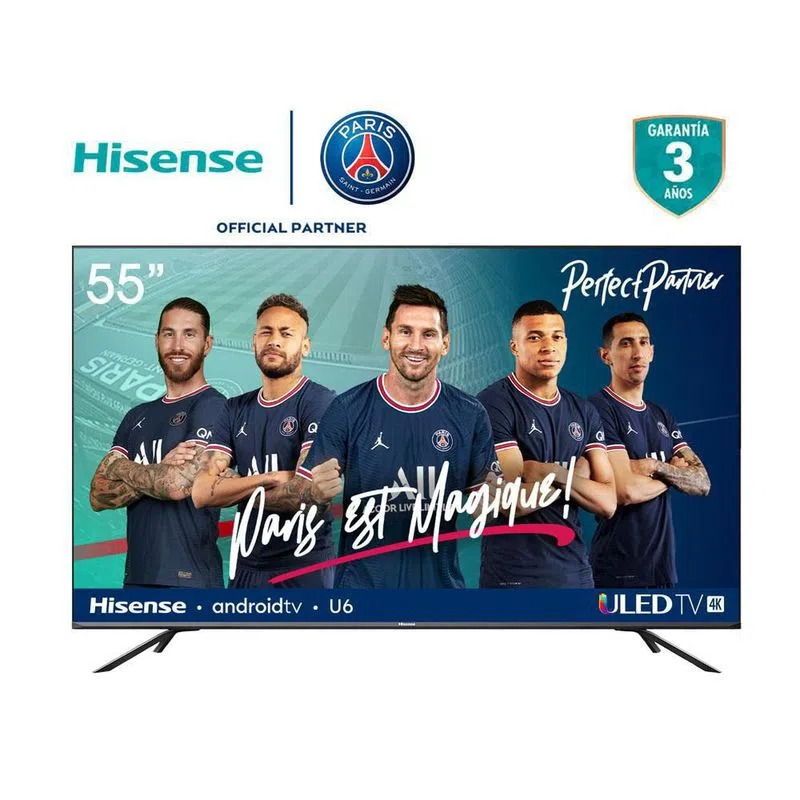 Hisense
PARIS
SAINT-GERMAIN
OFFICIAL PARTNER
GARANTÍA
3
AÑOS
55”
Perfect Partner
PARIS
Paris est Magique!
Hisense • androidtv • U6
ULED TV 4K
Hisense